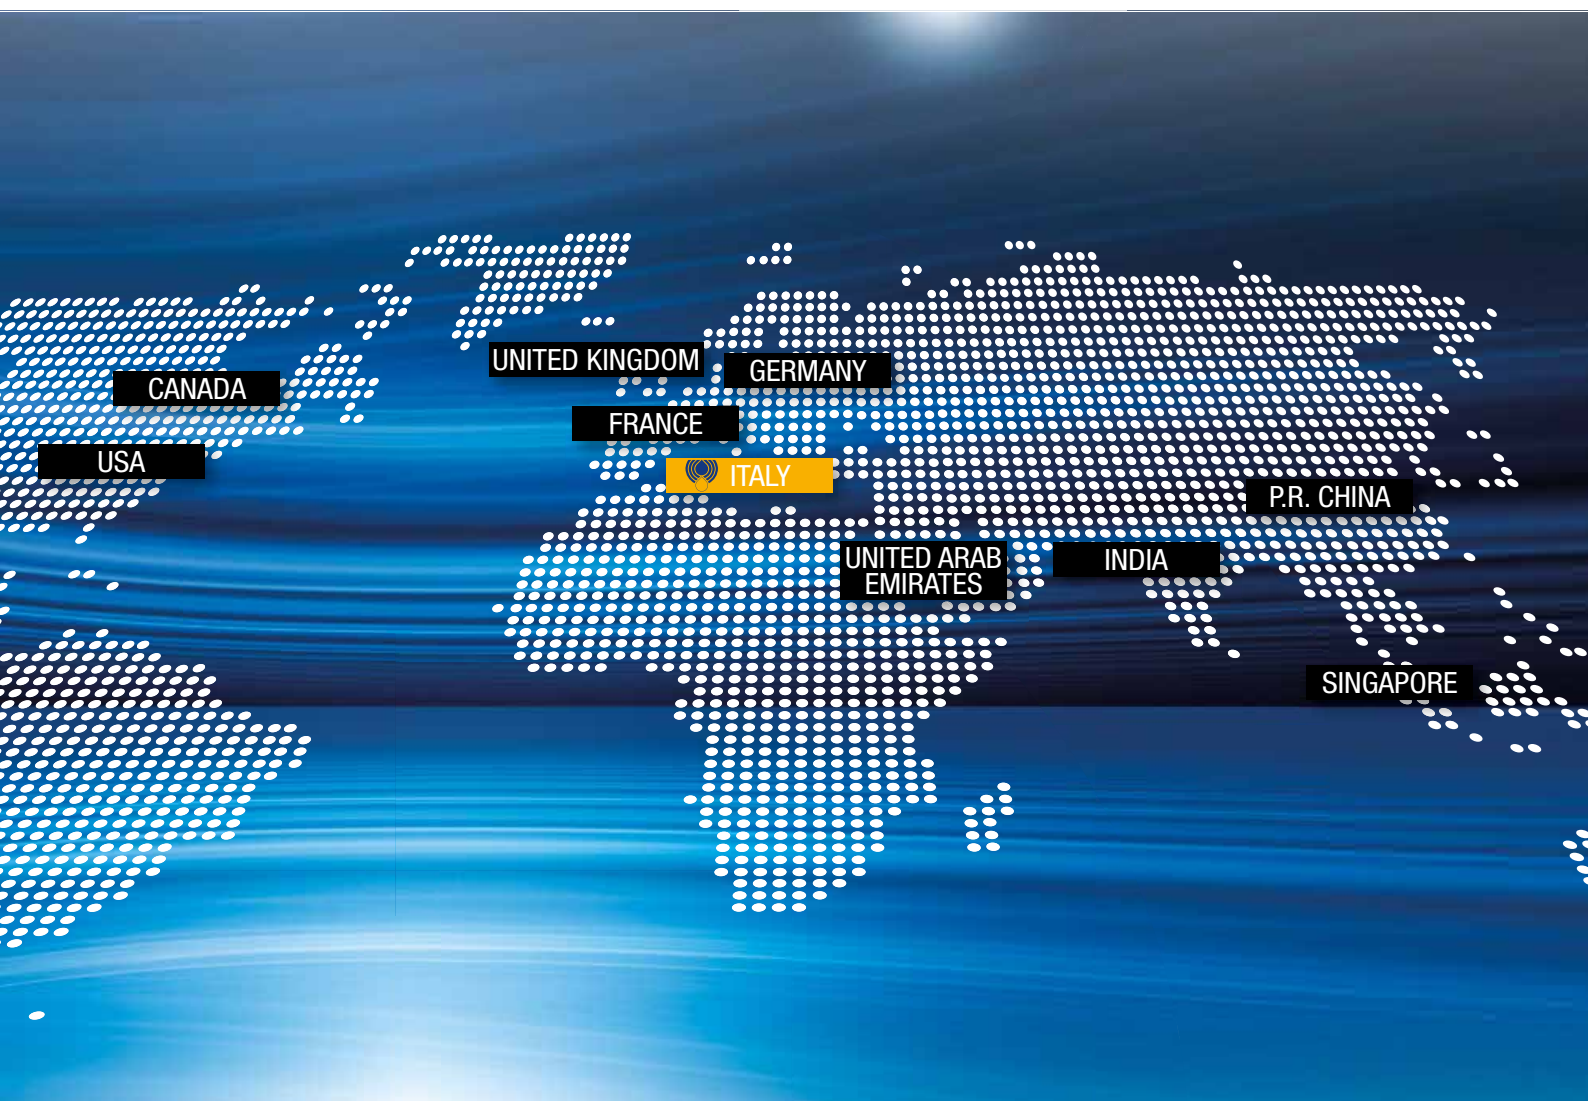 UNITED KINGDOM
GERMANY
CANADA
FRANCE
USA
ITALY
P.R. CHINA
UNITED ARAB
EMIRATES
INDIA
SINGAPORE